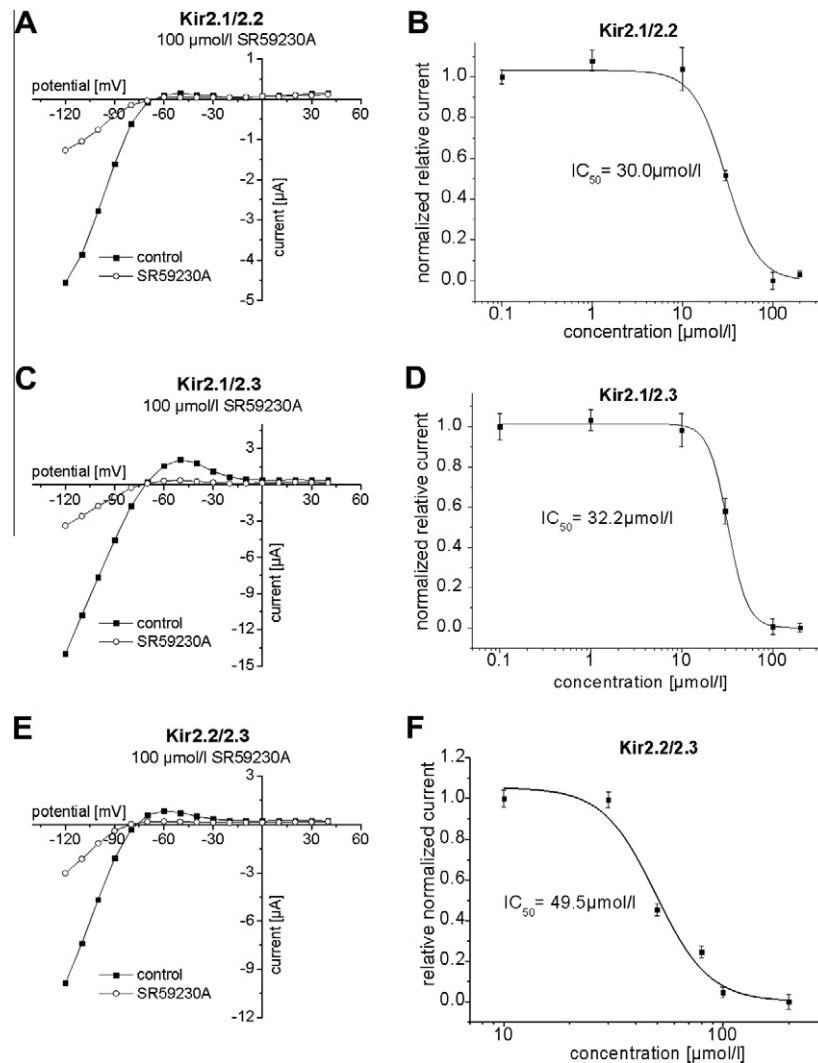 A
Kir2.1/2.2
100 µmol/l SR59230A
1
potential [mV]
0
-120 -90 -60 -30 0 30 60
-1
-2
-3
-4
-5
current [µA]
control
SR59230A
B
Kir2.1/2.2
1.0
0.8
0.6
0.4
0.2
0.0
normalized relative current
IC50= 30.0µmol/l
0.1 1 10 100
concentration [µmol/l]
C
Kir2.1/2.3
100 µmol/l SR59230A
3
potential [mV]
0
-120 -90 -60 -30 0 30 60
-3
-6
-9
-12
-15
current [µA]
control
SR59230A
D
Kir2.1/2.3
1.0
0.8
0.6
0.4
0.2
0.0
normalized relative current
IC50= 32.2µmol/l
0.1 1 10 100
concentration [µmol/l]
E
Kir2.2/2.3
100 µmol/l SR59230A
3
potential [mV]
0
-120 -90 -60 -30 0 30 60
-3
-6
-9
-12
current [µA]
control
SR59230A
F
Kir2.2/2.3
1.2
1.0
0.8
0.6
0.4
0.2
0.0
relative normalized current
IC50= 49.5µmol/l
10 100
concentration [µmol/l]